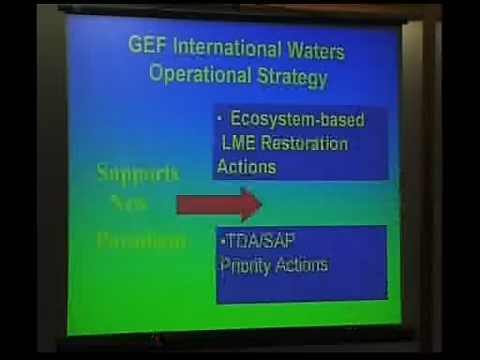 GEF International Waters
Operational Strategy
• Ecosystem-based
LME Restoration
Actions
Supports
New
Paradigm
•TDA/SAP
Priority Actions